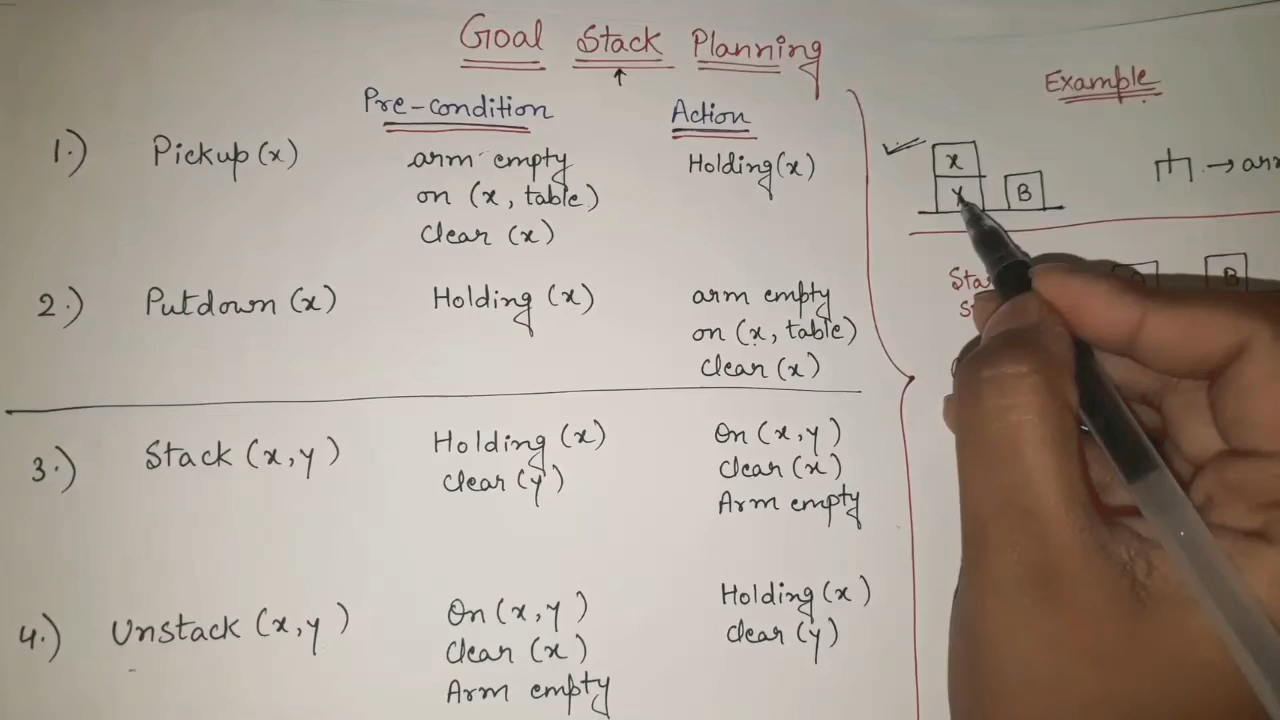 Goal Stack Planning
Pre-condition Action
1.) Pickup (x) arm empty Holding (x)
on (x, table)
clear (x)
2.) Putdown (x) Holding (x) arm empty
on (x, table)
clear (x)
3.) Stack (x,y) Holding (x) On (x,y)
clear (y) clear (x)
Arm empty
4.) Unstack (x,y) On (x,y) Holding (x)
clear (x) clear (y)
Arm empty
Example
x
y B
B